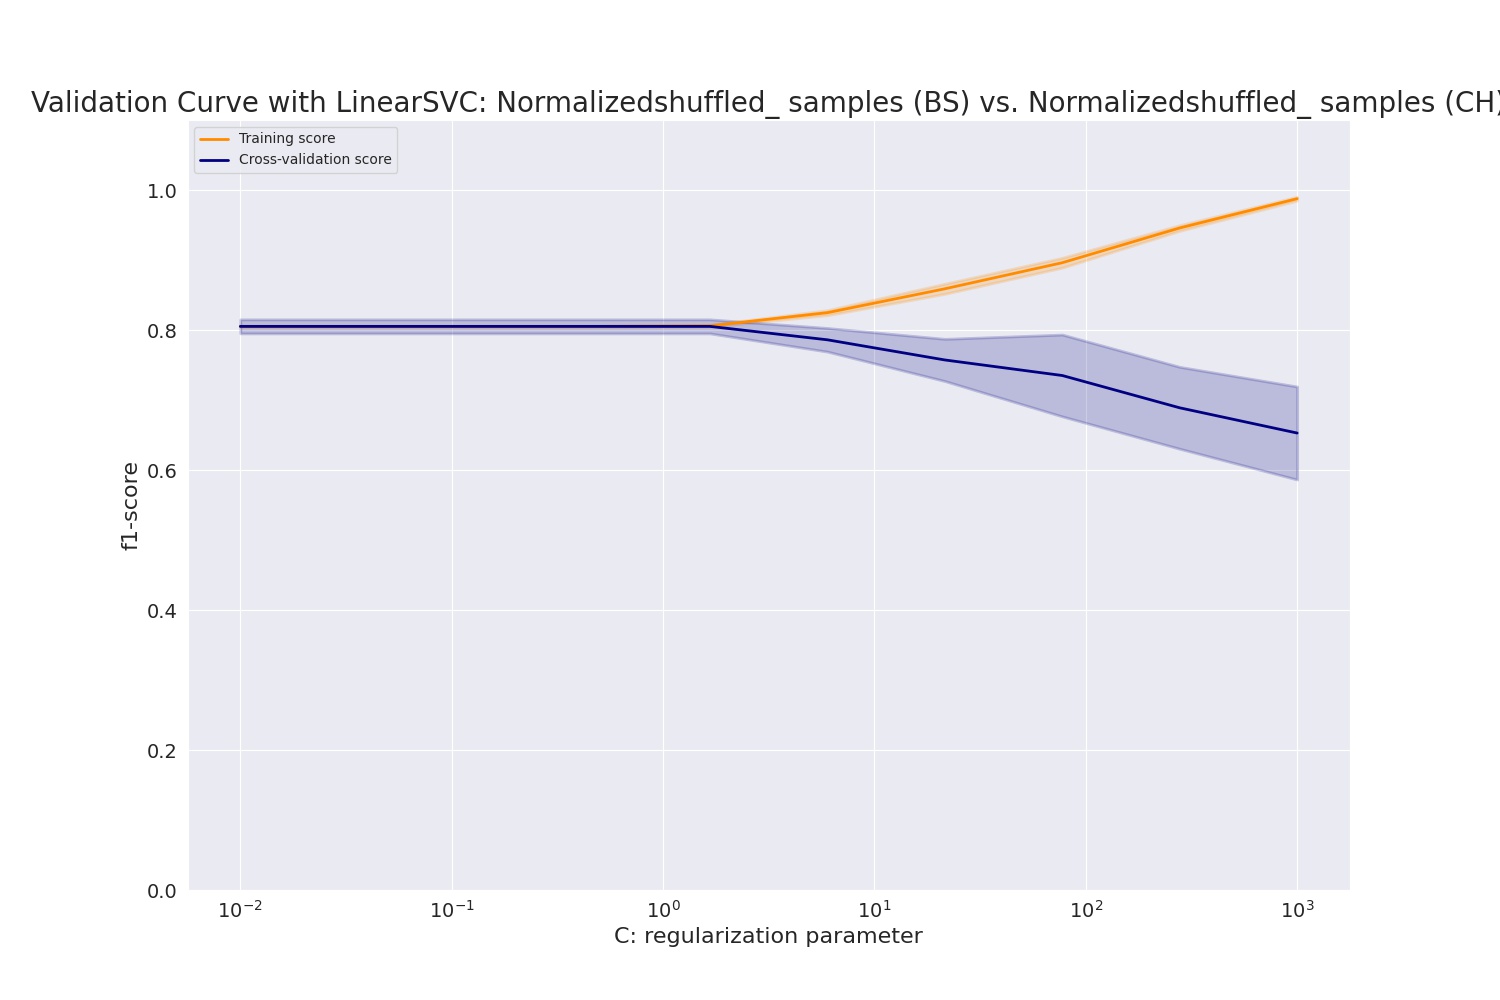 Validation Curve with LinearSVC: Normalizedshuffled_ samples (BS) vs. Normalizedshuffled_ samples (CH)
Training score
Cross-validation score
1.0
0.8
0.6
0.4
0.2
0.0
f1-score
10⁻² 10⁻¹ 10⁰ 10¹ 10² 10³
C: regularization parameter